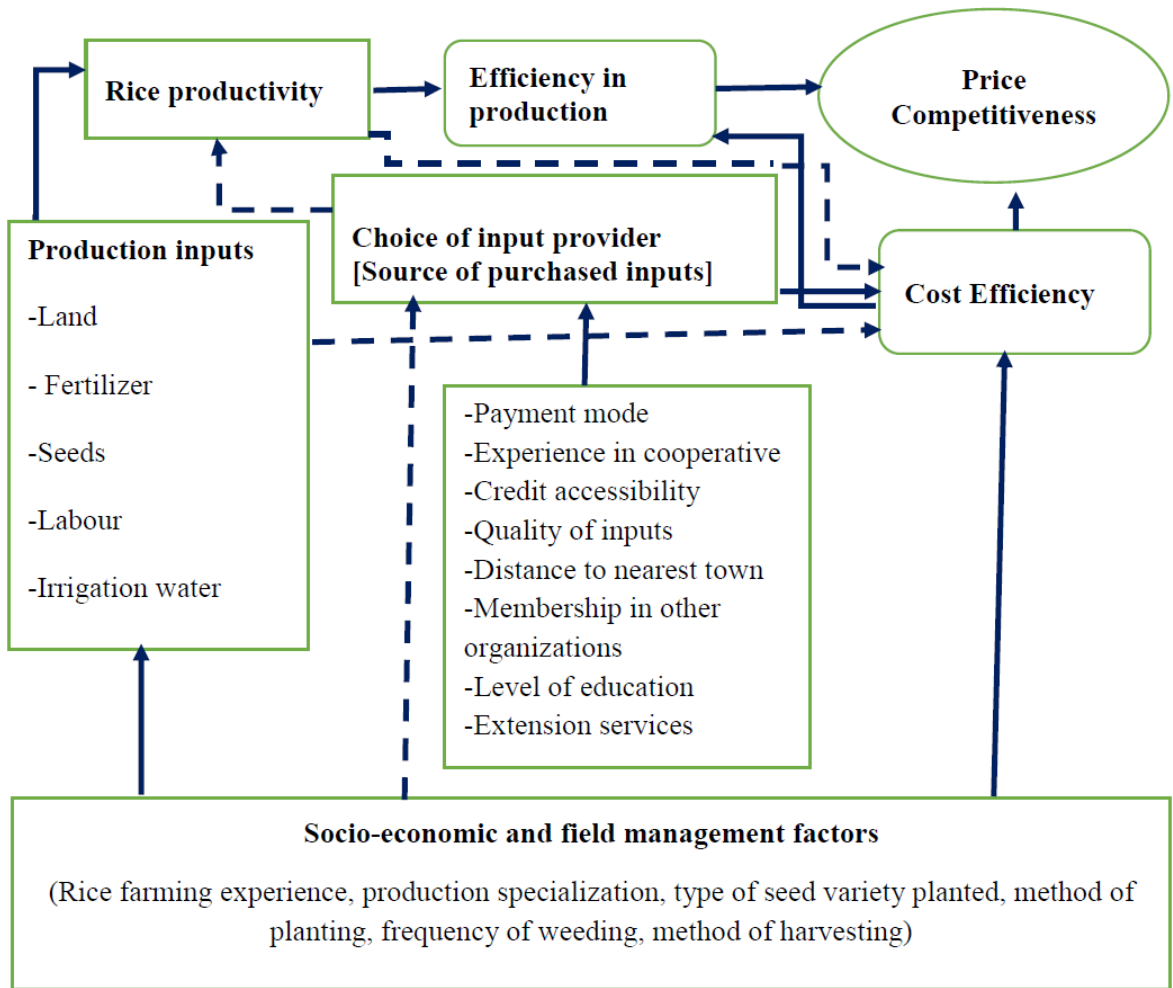 Rice productivity
Efficiency in
production
Price
Competitiveness
Production inputs
-Land
- Fertilizer
-Seeds
-Labour
-Irrigation water
Choice of input provider
[Source of purchased inputs]
Cost Efficiency
-Payment mode
-Experience in cooperative
-Credit accessibility
-Quality of inputs
-Distance to nearest town
-Membership in other
organizations
-Level of education
-Extension services
Socio-economic and field management factors
(Rice farming experience, production specialization, type of seed variety planted, method of
planting, frequency of weeding, method of harvesting)